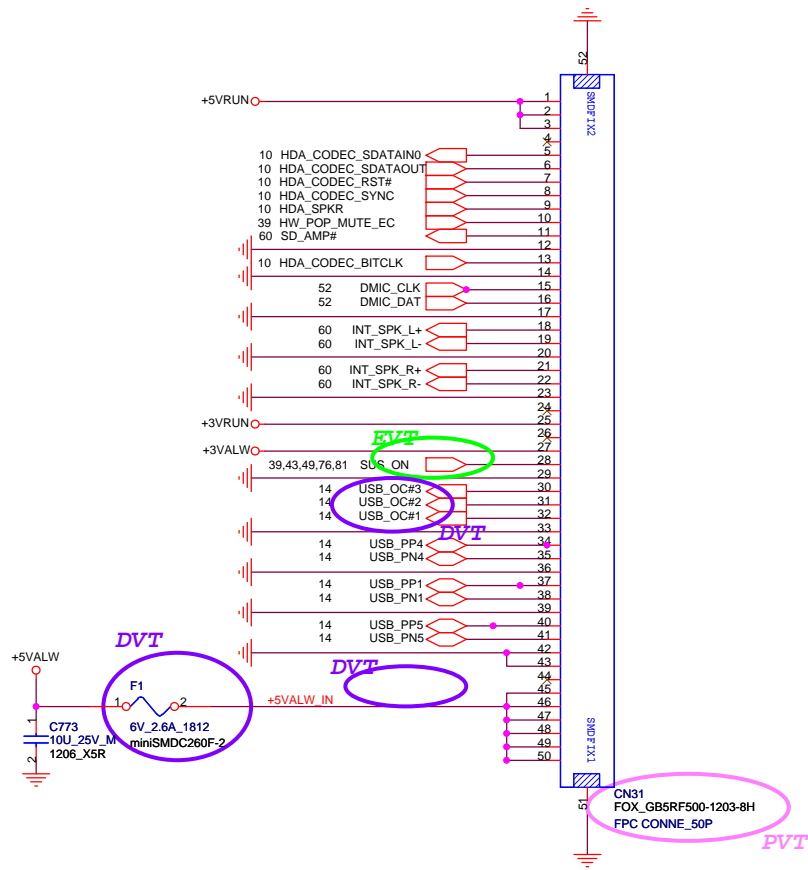 52
SMDFIX2
+5VRUN
1
2
3
4
10 HDA_CODEC_SDATAIN0 5
10 HDA_CODEC_SDATAOUT 6
10 HDA_CODEC_RST# 7
10 HDA_CODEC_SYNC 8
10 HDA_SPKR 9
39 HW_POP_MUTE_EC 10
60 SD_AMP# 11
12
10 HDA_CODEC_BITCLK 13
14
52 DMIC_CLK 15
52 DMIC_DAT 16
17
60 INT_SPK_L+ 18
60 INT_SPK_L- 19
20
60 INT_SPK_R+ 21
60 INT_SPK_R- 22
23
24
+3VRUN 25
EVT 26
+3VALW 27
39,43,49,76,81 SUS_ON 28
29
14 USB_OC#3 30
14 USB_OC#2 31
14 USB_OC#1 32
DVT 33
14 USB_PP4 34
14 USB_PN4 35
36
14 USB_PP1 37
14 USB_PN1 38
39
14 USB_PP5 40
14 USB_PN5 41
DVT 42
+5VALW DVT 43
44
F1 45
1 2 +5VALW_IN 46
1 47
C773 6V_2.6A_1812 48
10U_25V_M miniSMDC260F-2 49
1206_X5R 50
2
SMDFIX1
51
CN31
FOX_GB5RF500-1203-8H
FPC CONNE_50P
PVT